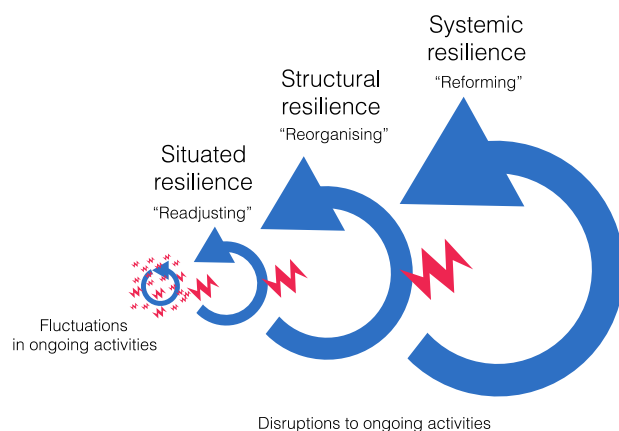 Systemic
resilience
“Reforming”
Structural
resilience
“Reorganising”
Situated
resilience
“Readjusting”
Fluctuations
in ongoing activities
Disruptions to ongoing activities